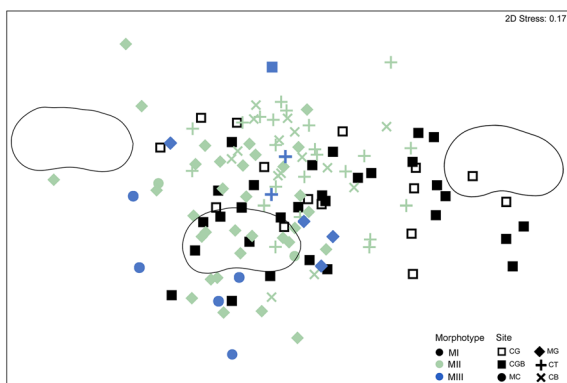 2D Stress: 0.17
Morphotype Site
MI CG MG
MII CGB CT
MIII MC CB